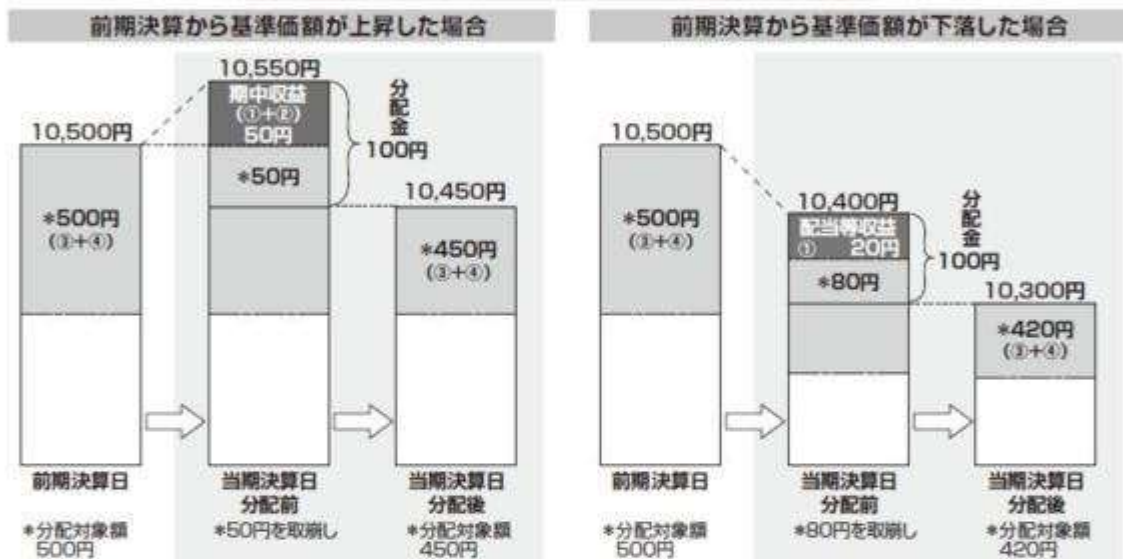 前期決算から基準価額が上昇した場合
10,550円
期中収益
(①+②)
50円
分配金
100円
10,500円
*50円
10,450円
*500円
(③+④)
*450円
(③+④)
前期決算日
当期決算日
分配前
当期決算日
分配後
*分配対象額
500円
*50円を取崩し
*分配対象額
450円
前期決算から基準価額が下落した場合
10,500円
10,400円
配当等収益
① 20円
分配金
100円
*500円
(③+④)
*80円
10,300円
*420円
(③+④)
前期決算日
当期決算日
分配前
当期決算日
分配後
*分配対象額
500円
*80円を取崩し
*分配対象額
420円